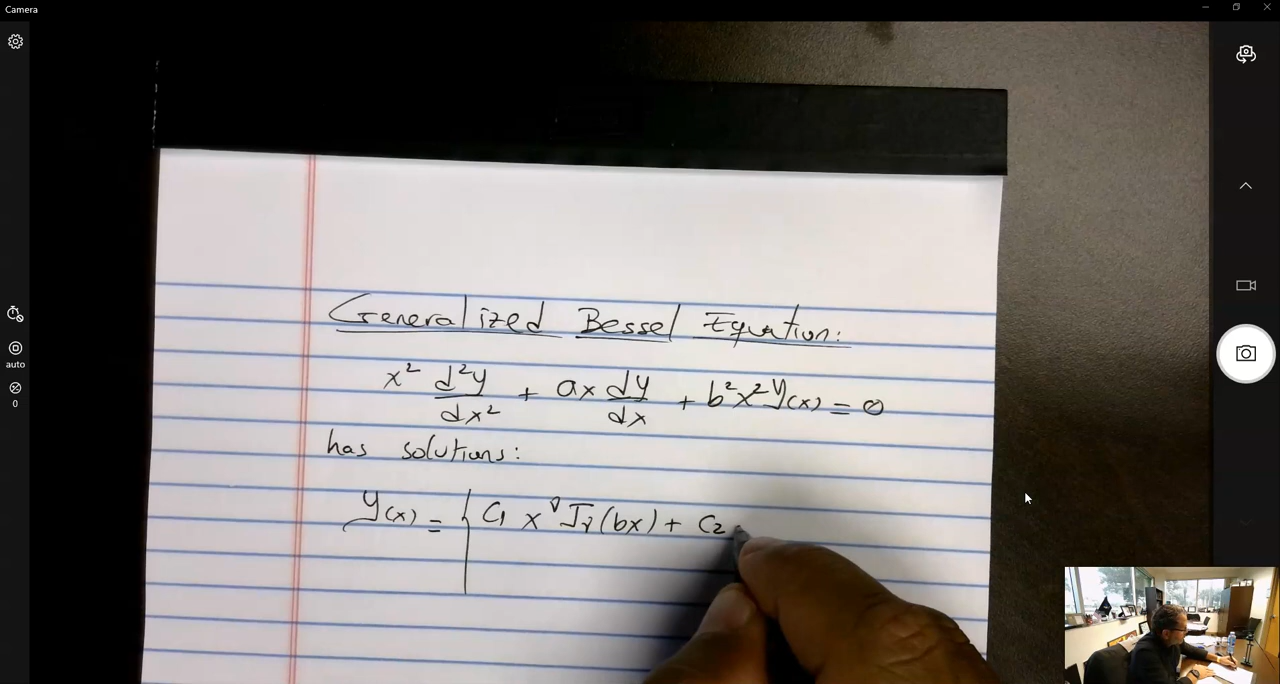 Camera
auto
0
Generalized Bessel Equation:
x² d²y/dx² + ax dy/dx + b²x²y(x) = 0
has solutions:
y(x) = { C₁ x^ν J_ν(bx) + C₂